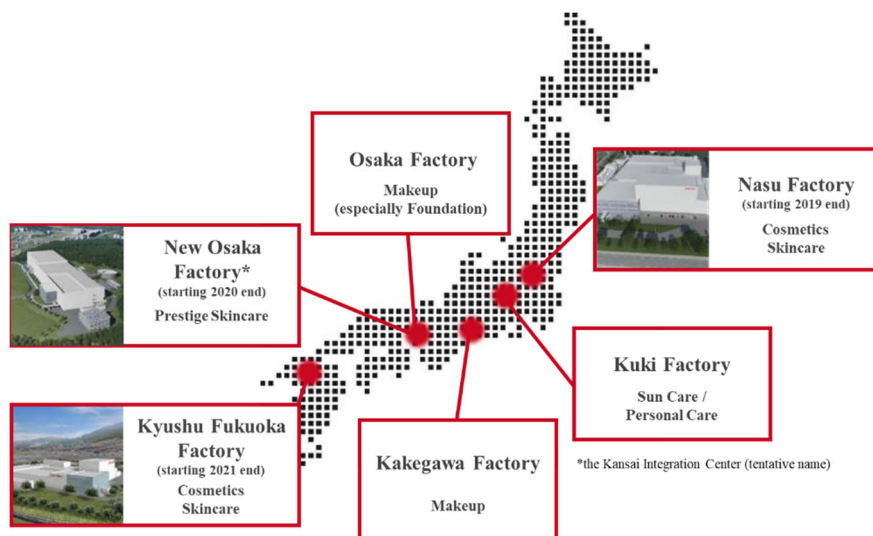 Osaka Factory
Makeup
(especially Foundation)
Nasu Factory
(starting 2019 end)
Cosmetics
Skincare
New Osaka
Factory*
(starting 2020 end)
Prestige Skincare
Kuki Factory
Sun Care /
Personal Care
Kyushu Fukuoka
Factory
(starting 2021 end)
Cosmetics
Skincare
Kakegawa Factory
Makeup
*the Kansai Integration Center (tentative name)